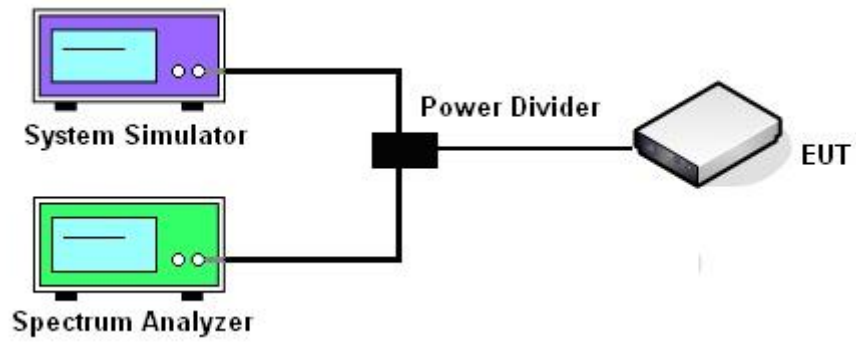 System Simulator
Power Divider
EUT
Spectrum Analyzer